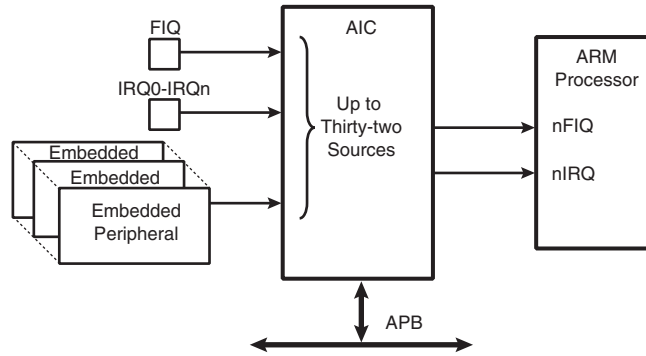 FIQ
AIC
ARM
Processor
IRQ0-IRQn
Up to
Thirty-two
Sources
nFIQ
nIRQ
Embedded
Embedded
Embedded
Peripheral
APB